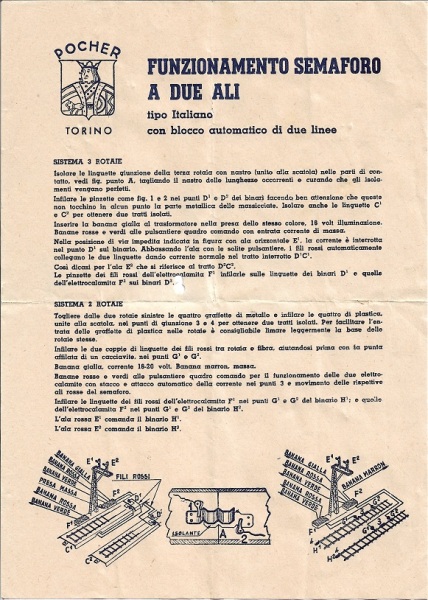 POCHER
TORINO
FUNZIONAMENTO SEMAFORO
A DUE ALI
tipo Italiano
con blocco automatico di due linee
SISTEMA 3 ROTAIE
Isolare le linguette giunzione della terza rotaia con nastro (unito alla scatola) nelle parti di con-
tatto, vedi fig. punto A, tagliando il nastro delle lunghezze occorrenti e curando che gli isola-
menti vengano perfetti.
Infilare le pinzette come fig. 1 e 2 nei punti D¹ e D² dei binari facendo ben attenzione che queste
non tocchino in alcun punto la parte metallica delle massicciate. Isolare anche le linguette C¹
e C² per ottenere due tratti isolati.
Inserire la banana gialla al trasformatore nella presa dello stesso colore, 16 volt illuminazione.
Banane rosse e verdi alle pulsantiere quadro comando con entrata corrente di massa.
Nella posizione di via impedita indicata in figura con ala orizzontale E¹, la corrente è interrotta
nel punto D¹ sul binario. Abbassando l'ala con le solite pulsantiere, i fili rossi automaticamente
collegano le due linguette dando corrente normale nel tratto interrotto D¹C¹.
Così dicasi per l'ala E² che si riferisce al tratto D²C².
Le pinzette dei fili rossi dell'elettrocalamita F¹ infilarle sulle linguette dei binari D¹ e quelle
dell'elettrocalamita F² sui binari D².
SISTEMA 2 ROTAIE
Togliere dalle due rotaie sinistre le quattro graffette di metallo e infilare le quattro di plastica,
unite alla scatola, nei punti di giunzione 3 e 4 per ottenere due tratti isolati. Per facilitare l'en-
trata delle graffette di plastica nelle rotaie è consigliabile limare leggermente la base delle
rotaie stesse.
Infilare le due coppie di linguette dei fili rossi tra rotaia e fibra, aiutandosi prima con la punta
affilata di un cacciavite, nei punti G¹ e G².
Banana gialla, corrente 16-20 volt. Banana marron, massa.
Banane rosse e verdi alle pulsantiere quadro comando per il funzionamento delle due elettro-
calamite con stacco e attacco automatico della corrente nei punti 3 e movimento delle rispettive
ali rosse del semaforo.
Infilare le linguette dei fili rossi dell'elettrocalamita F¹ nei punti G¹ e G² del binario H¹; e quelle
dell'elettrocalamita F² nei punti G¹ e G² del binario H².
L'ala rossa E¹ comanda il binario H¹.
L'ala rossa E² comanda il binario H².
BANANA GIALLA
BANANA ROSSA
BANANA VERDE
POSSA MASSA
BANANA ROSSA
BANANA VERDE
E¹ E²
FILI ROSSI
F¹
ISOLANTE
A
2
BANANA GIALLA
BANANA ROSSA
BANANA VERDE
BANANA ROSSA
BANANA VERDE
E¹ E²
BANANA MARRON